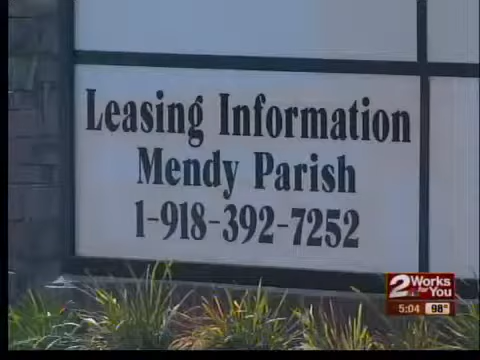 Leasing Information
Mendy Parish
1-918-392-7252
2 Works
for You
5:04 98°